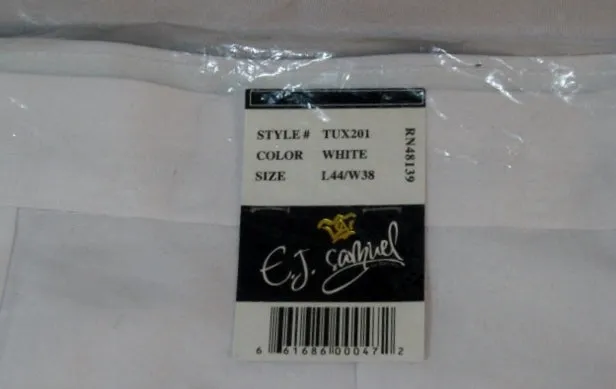 STYLE # TUX201
COLOR WHITE
SIZE L44/W38
RN48139
E.J. Samuel
6 61686 00047 2